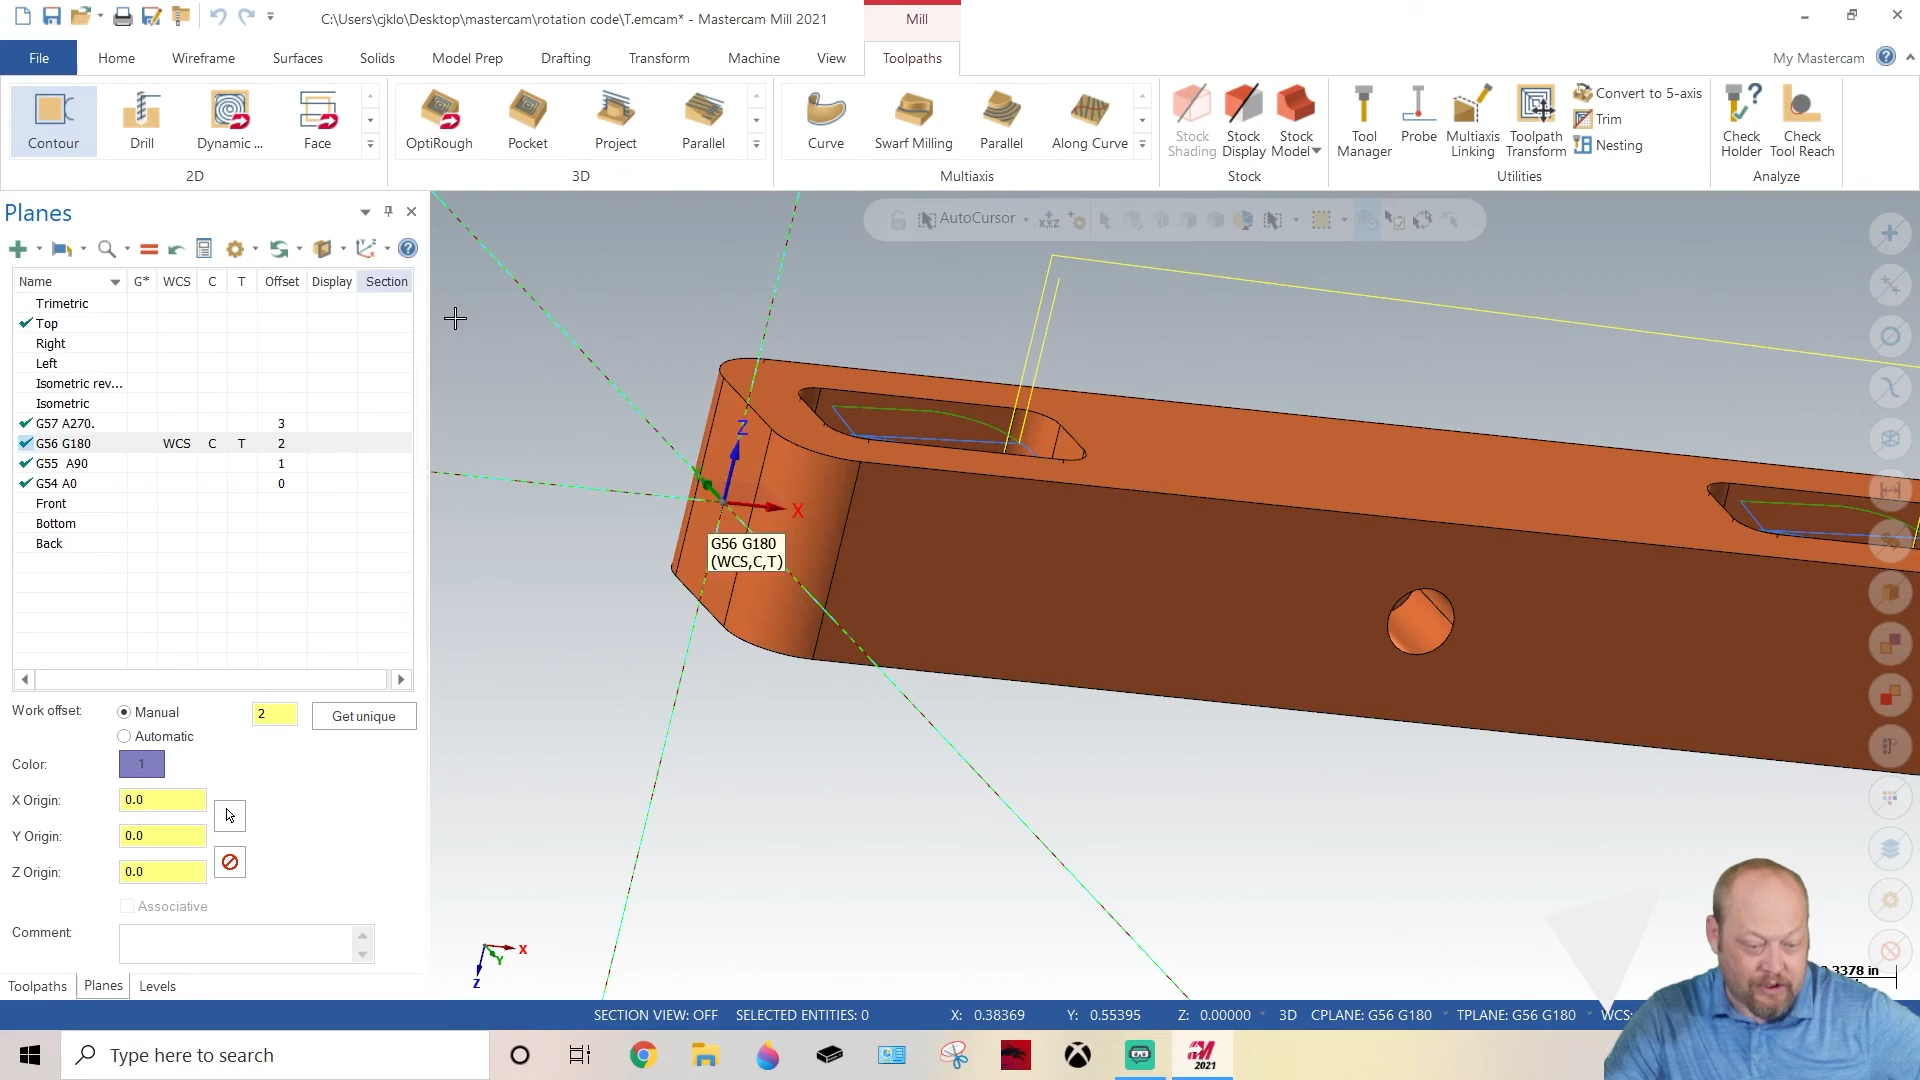 C:\Users\cjklo\Desktop\mastercam\rotation code\T.emcam* - Mastercam Mill 2021
Mill
File
Home
Wireframe
Surfaces
Solids
Model Prep
Drafting
Transform
Machine
View
Toolpaths
My Mastercam
Contour
Drill
Dynamic ...
Face
2D
OptiRough
Pocket
Project
Parallel
3D
Curve
Swarf Milling
Parallel
Along Curve
Multiaxis
Stock Shading
Stock Display
Stock Model
Stock
Tool Manager
Probe
Multiaxis Linking
Toolpath Transform
Convert to 5-axis
Trim
Nesting
Utilities
Check Holder
Check Tool Reach
Analyze
Planes
AutoCursor
Name G* WCS C T Offset Display Section
Trimetric
Top
Right
Left
Isometric rev...
Isometric
G57 A270. 3
G56 G180 WCS C T 2
G55 A90 1
G54 A0 0
Front
Bottom
Back
Work offset:
Manual
2
Get unique
Automatic
Color:
1
X Origin:
0.0
Y Origin:
0.0
Z Origin:
0.0
Associative
Comment:
Toolpaths
Planes
Levels
Z
X
G56 G180
(WCS,C,T)
X
Y
Z
3378 in
SECTION VIEW: OFF
SELECTED ENTITIES: 0
X: 0.38369
Y: 0.55395
Z: 0.00000
3D
CPLANE: G56 G180
TPLANE: G56 G180
WCS:
Type here to search
2021